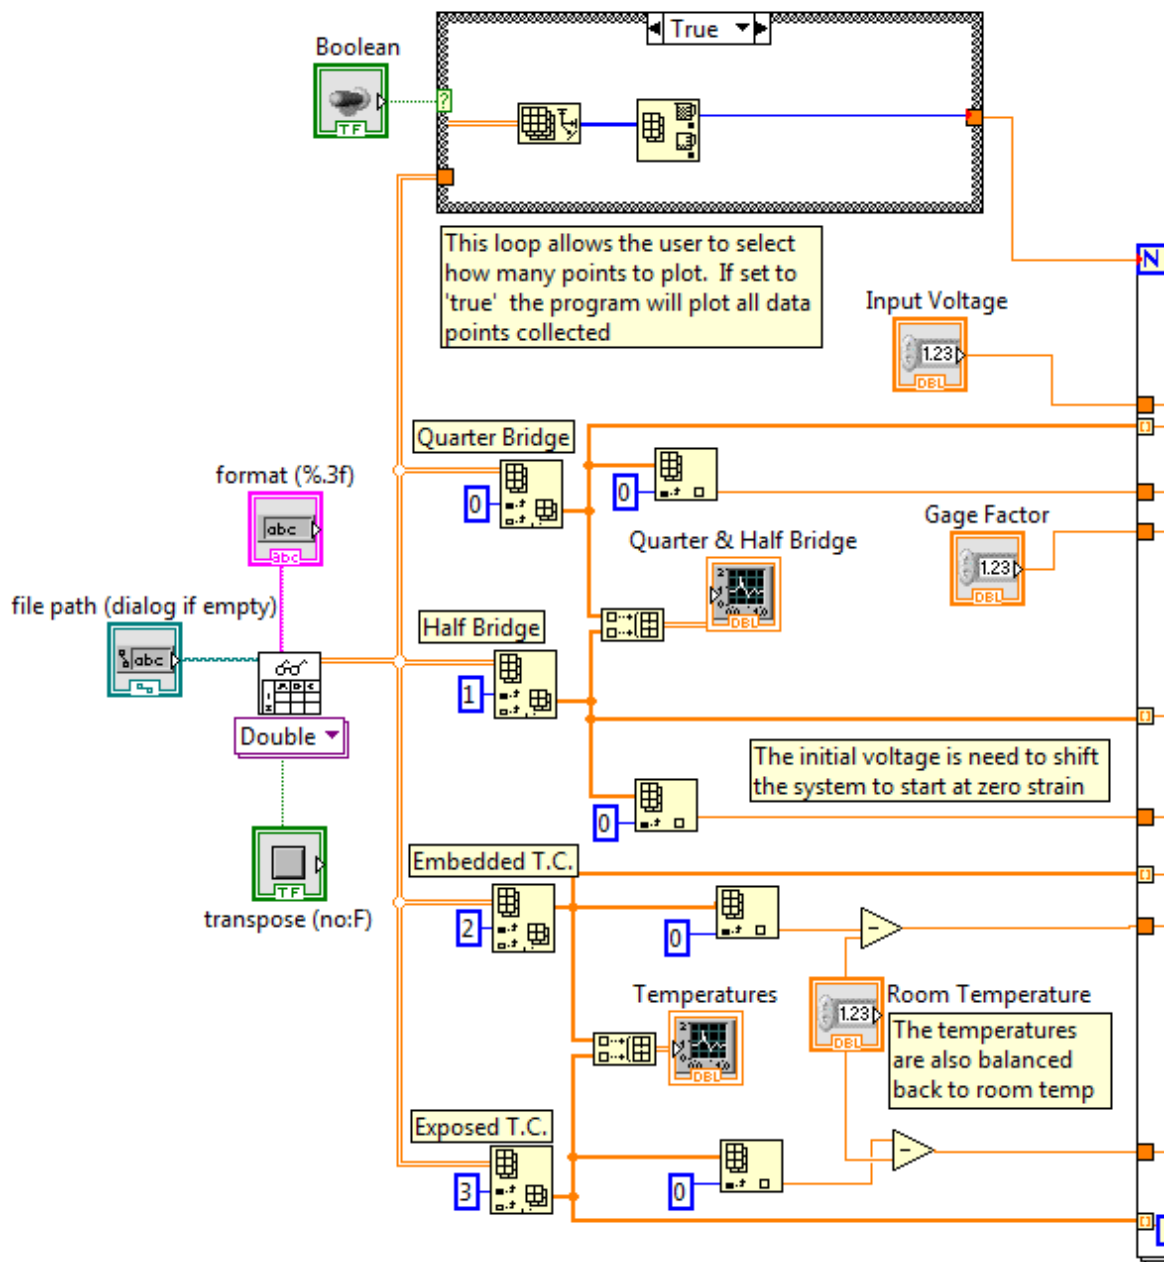 True
Boolean
?
TF
This loop allows the user to select
how many points to plot. If set to
'true' the program will plot all data
points collected
N
Input Voltage
1.23
DBL
Quarter Bridge
0
0
format (%.3f)
abc
abc
Gage Factor
1.23
DBL
Quarter & Half Bridge
DBL
file path (dialog if empty)
abc
Half Bridge
1
Double
The initial voltage is need to shift
the system to start at zero strain
0
Embedded T.C.
2
0
TF
transpose (no:F)
Temperatures
DBL
Room Temperature
1.23
DBL
The temperatures
are also balanced
back to room temp
Exposed T.C.
3
0